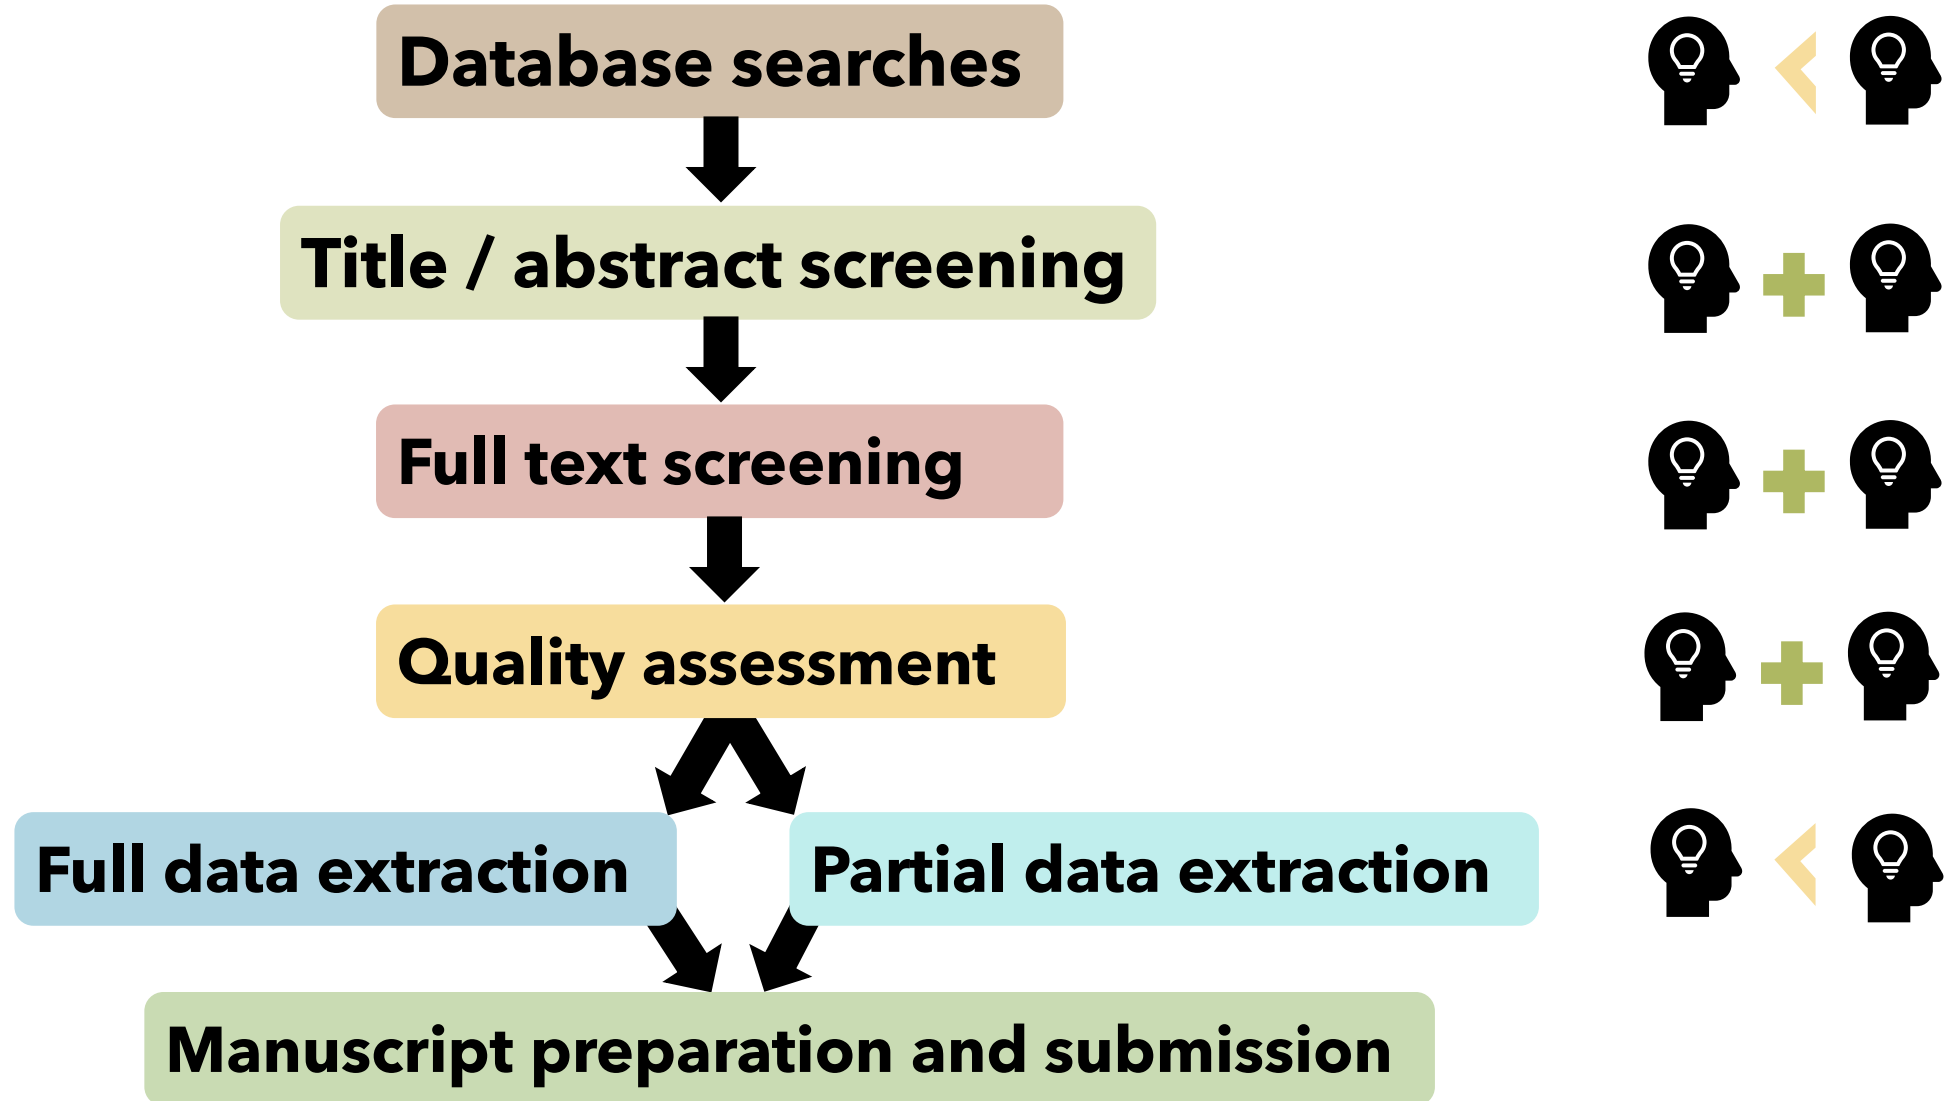 Database searches
Title / abstract screening
Full text screening
Quality assessment
Full data extraction
Partial data extraction
Manuscript preparation and submission